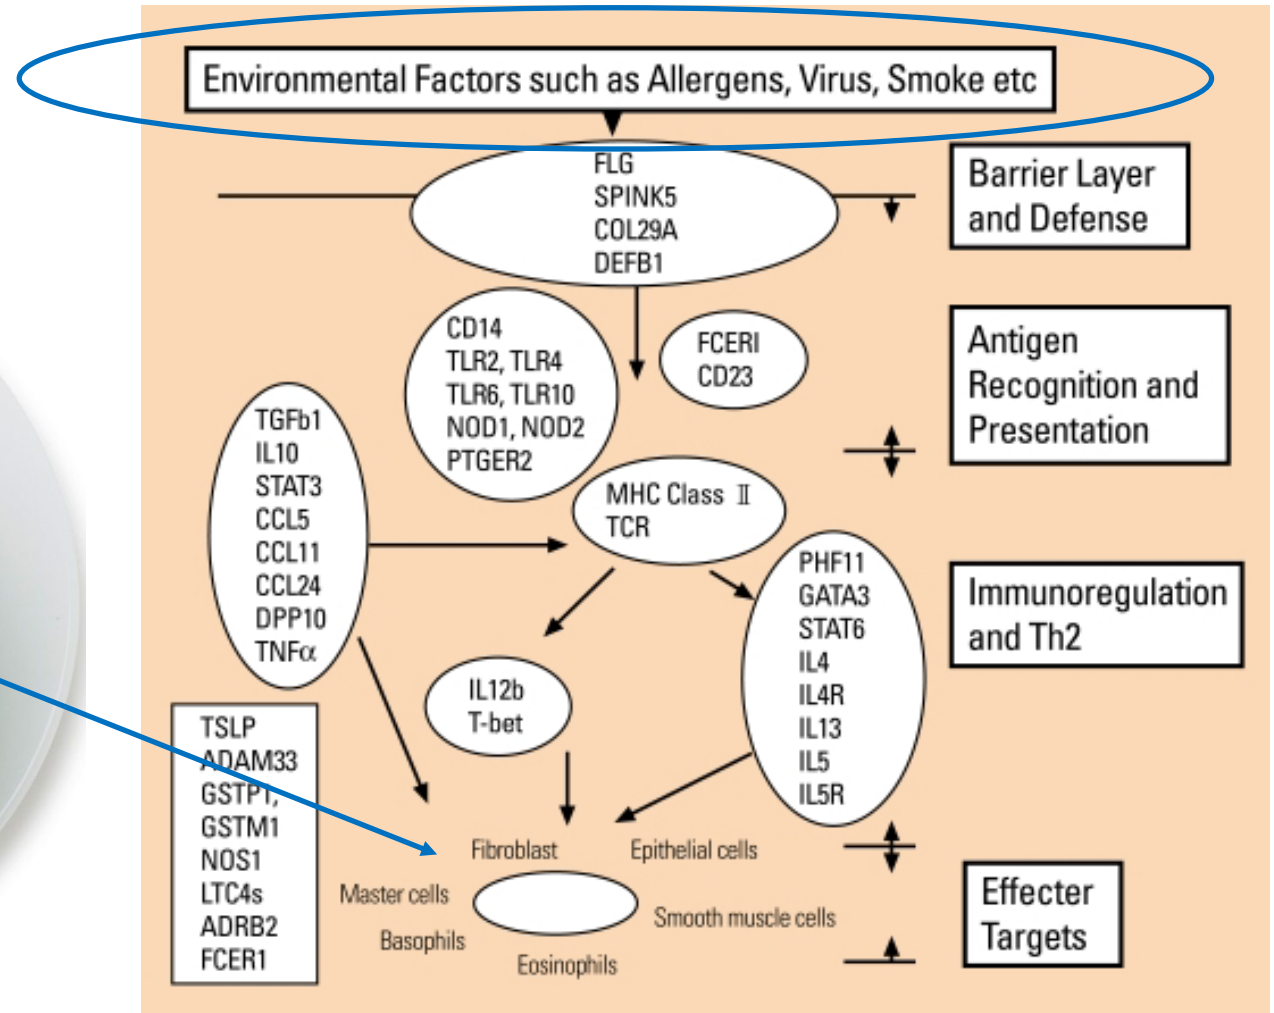 Environmental Factors such as Allergens, Virus, Smoke etc
FLG
SPINK5
COL29A
DEFB1
Barrier Layer
and Defense
CD14
TLR2, TLR4
TLR6, TLR10
NOD1, NOD2
PTGER2
FCERI
CD23
Antigen
Recognition and
Presentation
TGFb1
IL10
STAT3
CCL5
CCL11
CCL24
DPP10
TNFα
MHC Class Ⅱ
TCR
PHF11
GATA3
STAT6
IL4
IL4R
IL13
IL5
IL5R
Immunoregulation
and Th2
IL12b
T-bet
TSLP
ADAM33
GSTP1,
GSTM1
NOS1
LTC4s
ADRB2
FCER1
Fibroblast
Epithelial cells
Master cells
Smooth muscle cells
Basophils
Eosinophils
Effecter
Targets